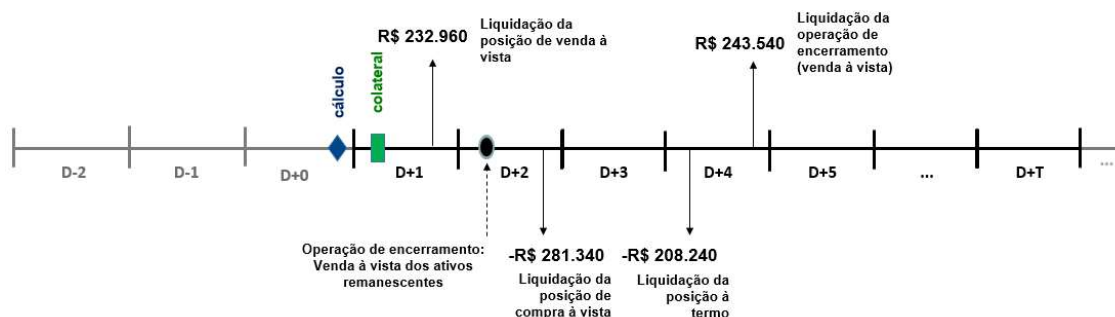 R$ 232.960
Liquidação da
posição de venda à
vista
R$ 243.540
Liquidação da
operação de
encerramento
(venda à vista)
cálculo
colateral
D-2
D-1
D+0
D+1
D+2
D+3
D+4
D+5
...
D+T
...
Operação de encerramento:
Venda à vista dos ativos
remanescentes
-R$ 281.340
Liquidação da
posição de
compra à vista
-R$ 208.240
Liquidação da
posição à
termo